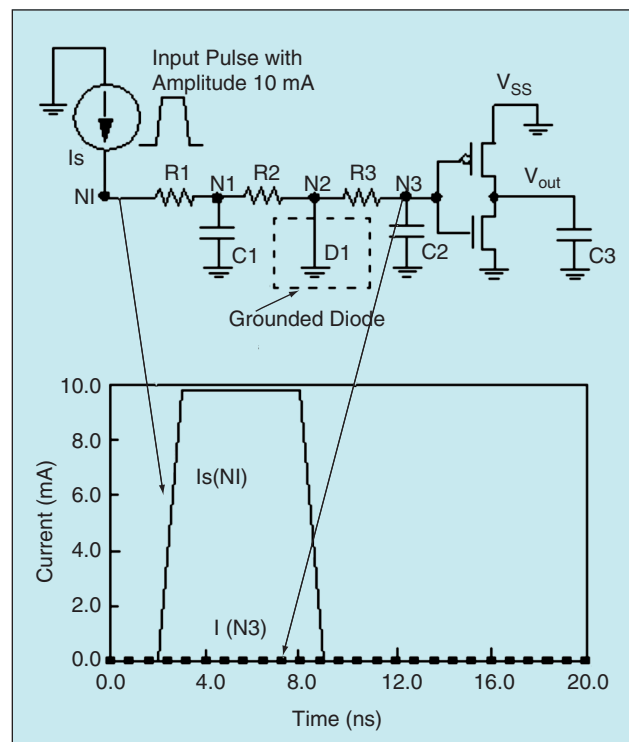 Input Pulse with
Amplitude 10 mA
V_SS
Is
NI
R1
N1
R2
N2
R3
N3
V_out
C1
D1
C2
C3
Grounded Diode
10.0
8.0
6.0
4.0
2.0
0.0
Current (mA)
Is(NI)
I (N3)
0.0 4.0 8.0 12.0 16.0 20.0
Time (ns)